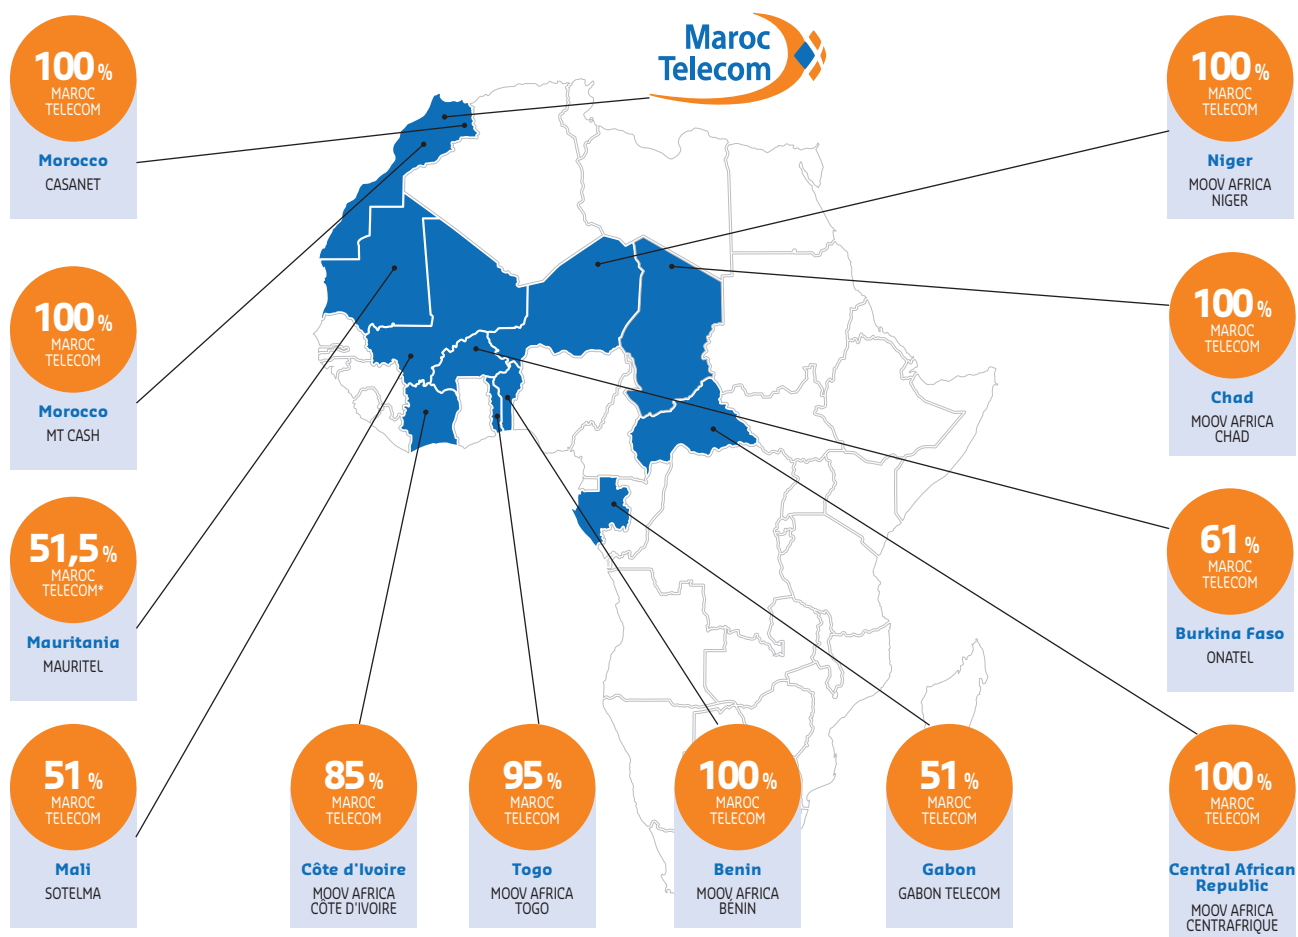 Maroc
Telecom
100 %
MAROC
TELECOM
Morocco
CASANET
100 %
MAROC
TELECOM
Morocco
MT CASH
51,5 %
MAROC
TELECOM*
Mauritania
MAURITEL
51 %
MAROC
TELECOM
Mali
SOTELMA
85 %
MAROC
TELECOM
Côte d'Ivoire
MOOV AFRICA
CÔTE D'IVOIRE
95 %
MAROC
TELECOM
Togo
MOOV AFRICA
TOGO
100 %
MAROC
TELECOM
Benin
MOOV AFRICA
BÉNIN
51 %
MAROC
TELECOM
Gabon
GABON TELECOM
100 %
MAROC
TELECOM
Niger
MOOV AFRICA
NIGER
100 %
MAROC
TELECOM
Chad
MOOV AFRICA
CHAD
61 %
MAROC
TELECOM
Burkina Faso
ONATEL
100 %
MAROC
TELECOM
Central African
Republic
MOOV AFRICA
CENTRAFRIQUE